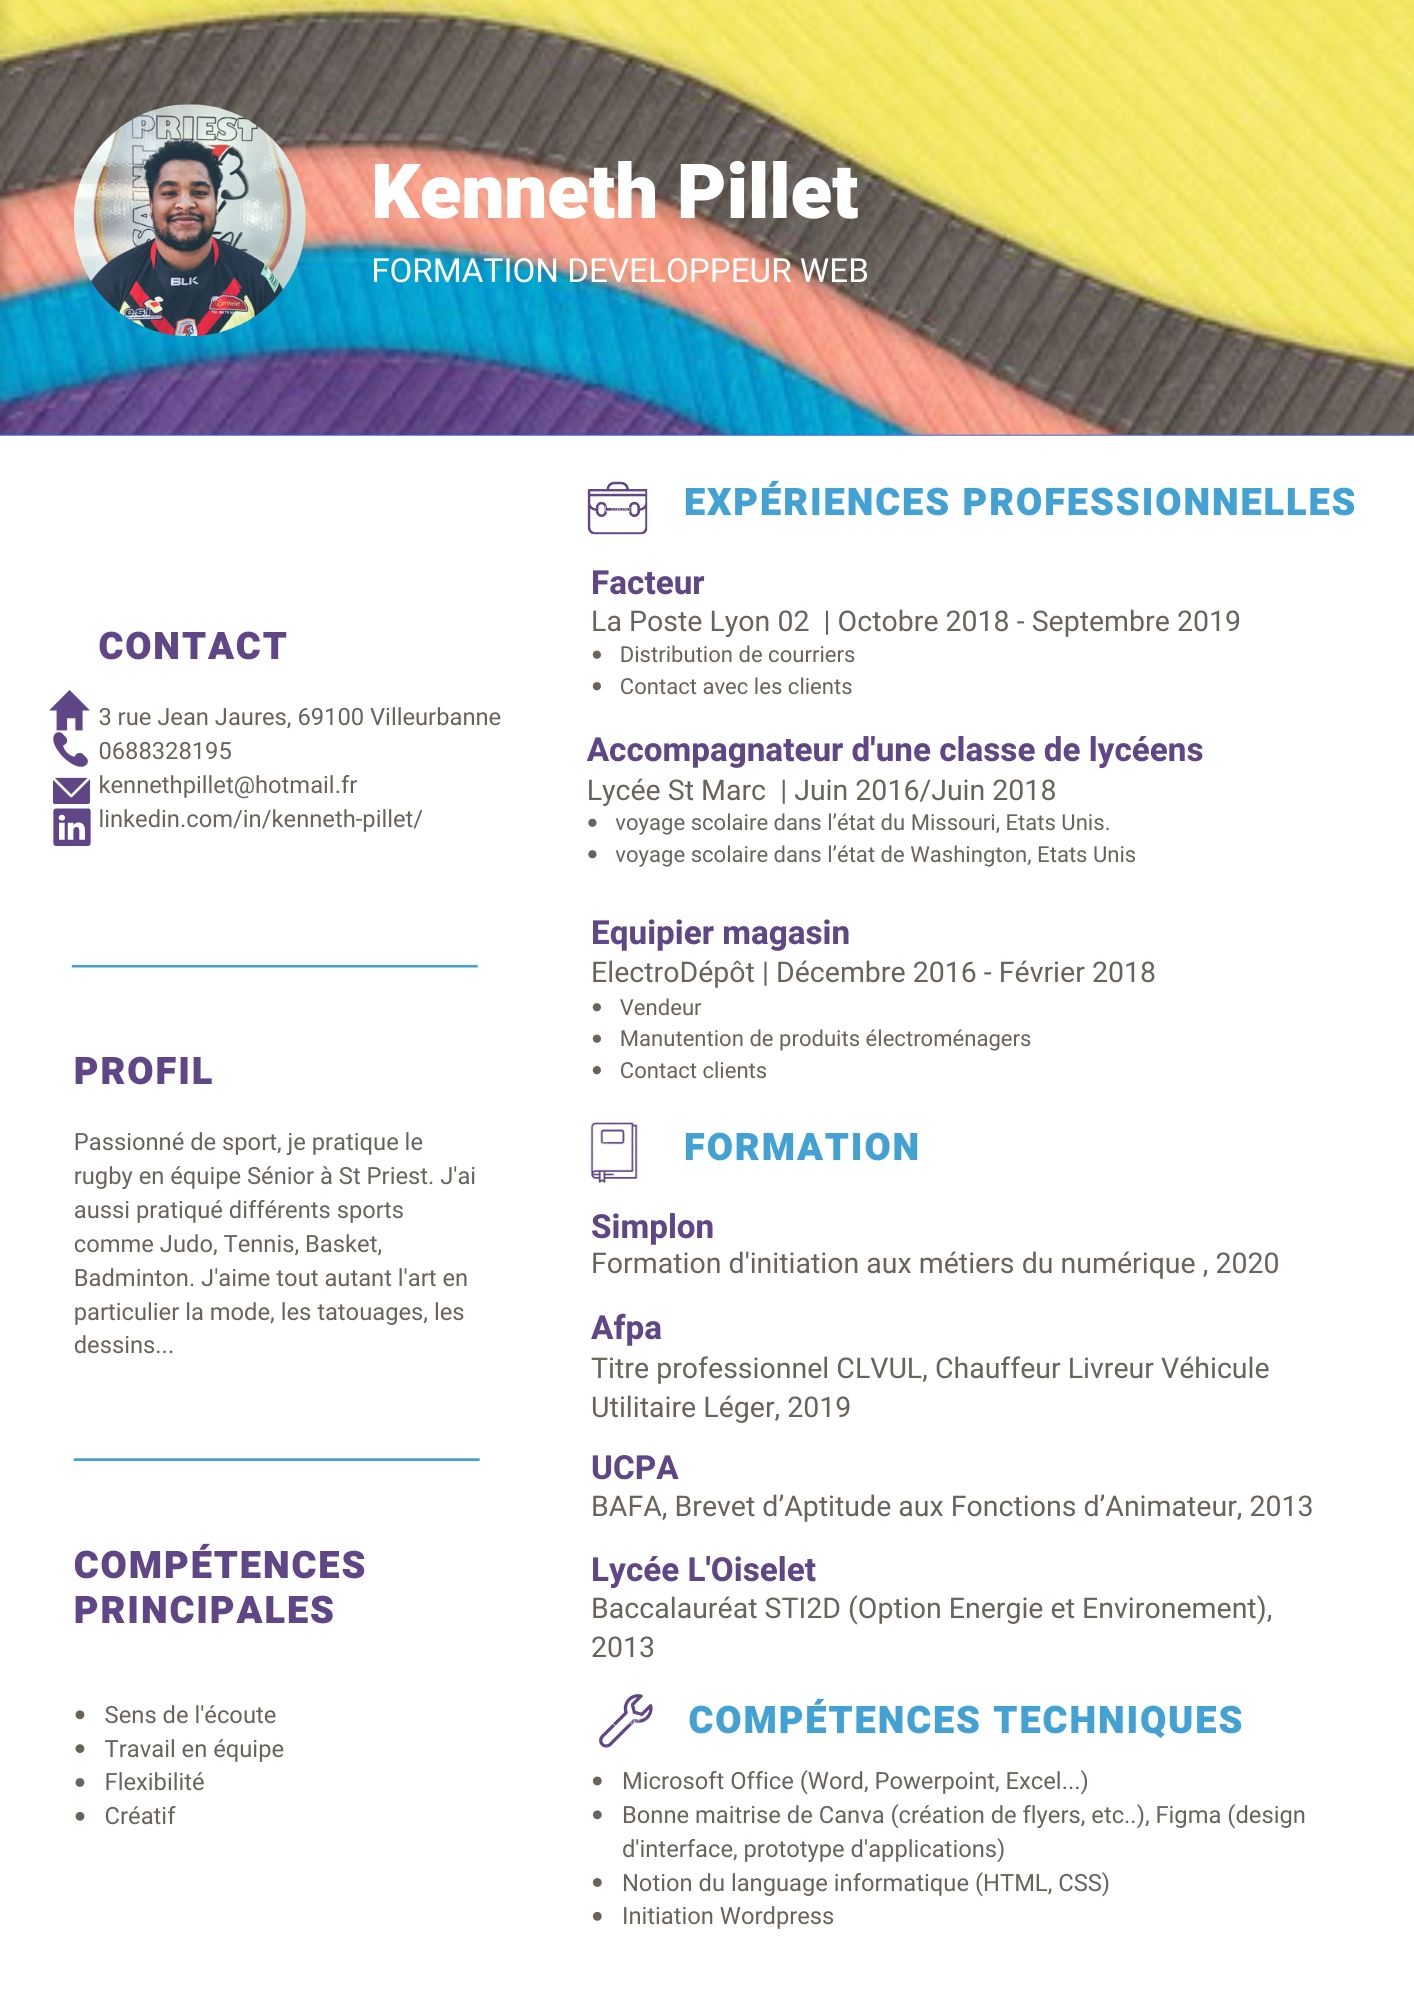 PRIEST
SAINT
BLK
Kenneth Pillet
FORMATION DEVELOPPEUR WEB
CONTACT
3 rue Jean Jaures, 69100 Villeurbanne
0688328195
kennethpillet@hotmail.fr
in linkedin.com/in/kenneth-pillet/
PROFIL
Passionné de sport, je pratique le
rugby en équipe Sénior à St Priest. J'ai
aussi pratiqué différents sports
comme Judo, Tennis, Basket,
Badminton. J'aime tout autant l'art en
particulier la mode, les tatouages, les
dessins...
COMPÉTENCES
PRINCIPALES
• Sens de l'écoute
• Travail en équipe
• Flexibilité
• Créatif
EXPÉRIENCES PROFESSIONNELLES
Facteur
La Poste Lyon 02 | Octobre 2018 - Septembre 2019
• Distribution de courriers
• Contact avec les clients
Accompagnateur d'une classe de lycéens
Lycée St Marc | Juin 2016/Juin 2018
• voyage scolaire dans l’état du Missouri, Etats Unis.
• voyage scolaire dans l’état de Washington, Etats Unis
Equipier magasin
ElectroDépôt | Décembre 2016 - Février 2018
• Vendeur
• Manutention de produits électroménagers
• Contact clients
FORMATION
Simplon
Formation d'initiation aux métiers du numérique , 2020
Afpa
Titre professionnel CLVUL, Chauffeur Livreur Véhicule
Utilitaire Léger, 2019
UCPA
BAFA, Brevet d’Aptitude aux Fonctions d’Animateur, 2013
Lycée L'Oiselet
Baccalauréat STI2D (Option Energie et Environement),
2013
COMPÉTENCES TECHNIQUES
• Microsoft Office (Word, Powerpoint, Excel...)
• Bonne maitrise de Canva (création de flyers, etc..), Figma (design
d'interface, prototype d'applications)
• Notion du language informatique (HTML, CSS)
• Initiation Wordpress